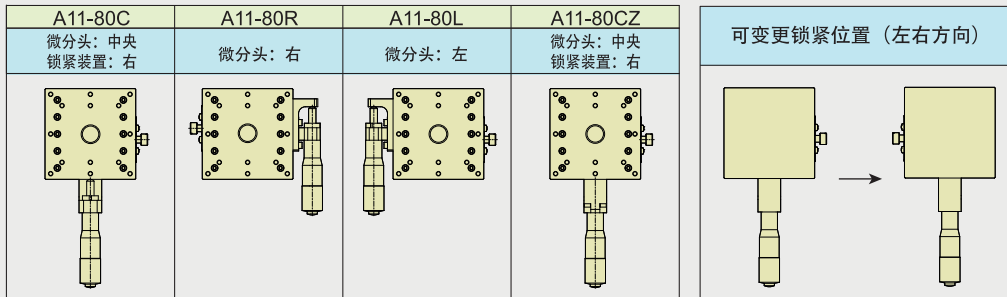 A11-80C
微分头：中央
锁紧装置：右
A11-80R
微分头：右
A11-80L
微分头：左
A11-80CZ
微分头：中央
锁紧装置：右
可变更锁紧位置（左右方向）